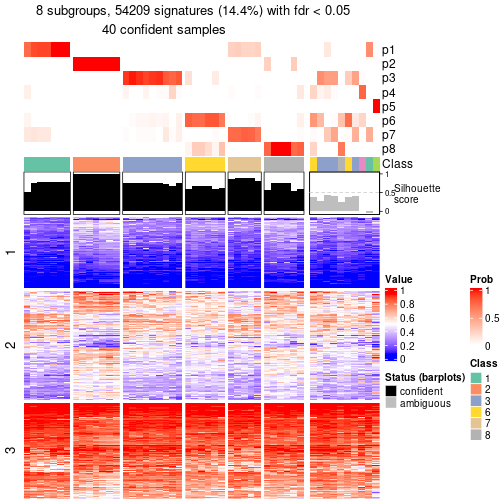 8 subgroups, 54209 signatures (14.4%) with fdr < 0.05
40 confident samples
p1
p2
p3
p4
p5
p6
p7
p8
Class
1
0.5
0
Silhouette
score
1
2
3
Value
1
0.8
0.6
0.4
0.2
0
Status (barplots)
confident
ambiguous
Prob
1
0.5
0
Class
1
2
3
6
7
8